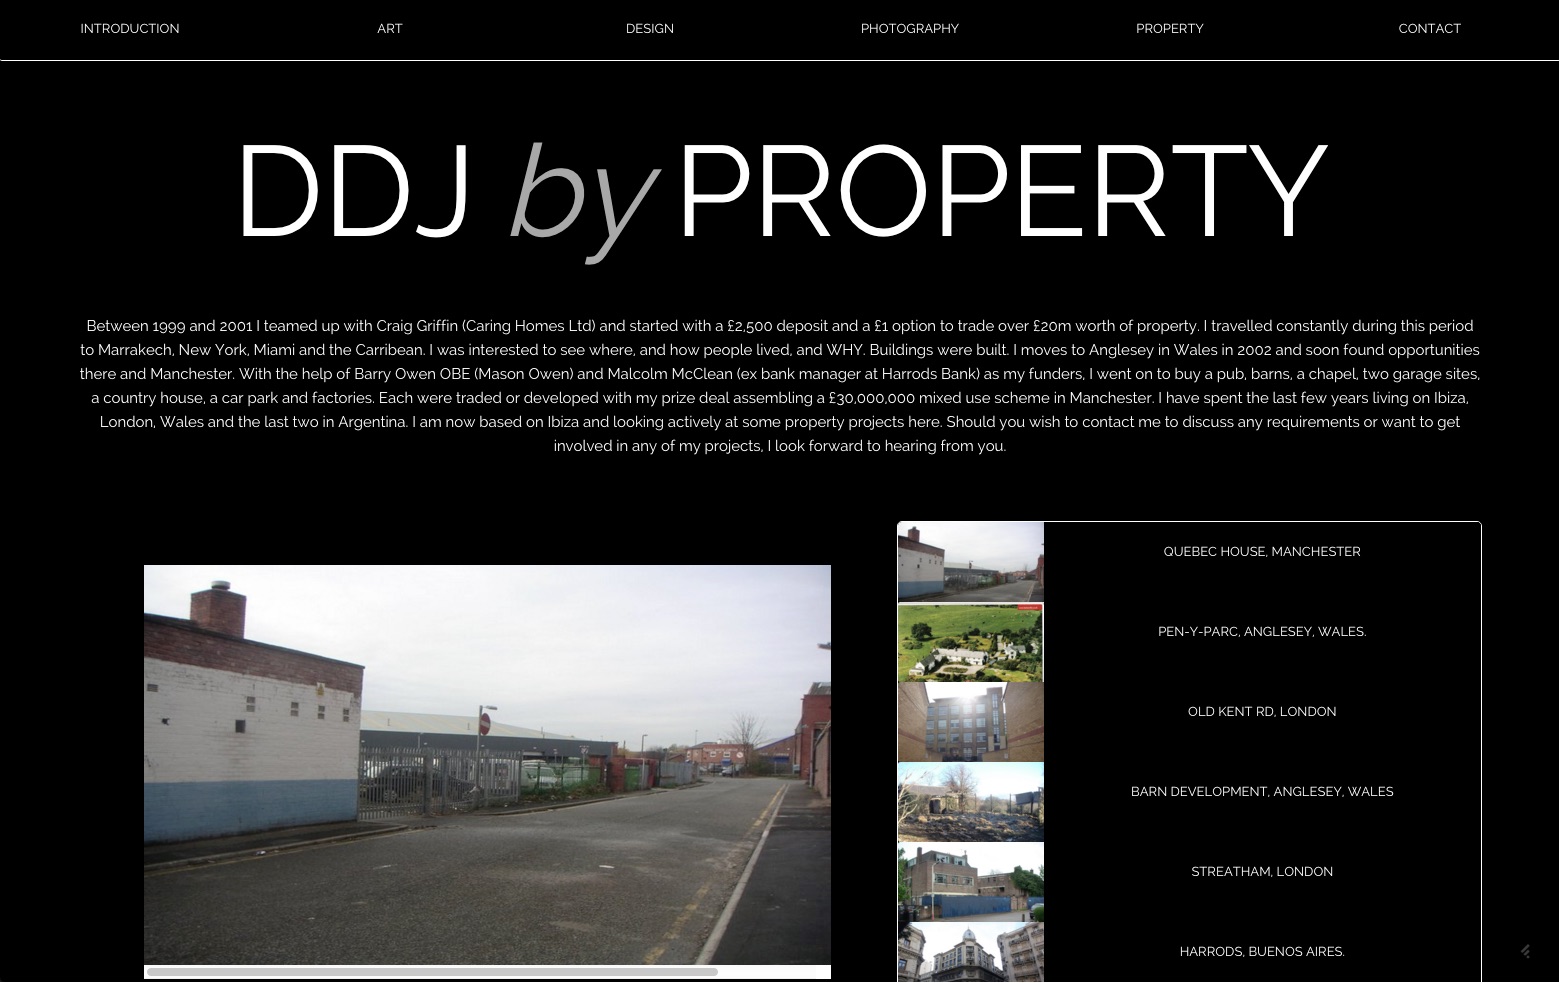 INTRODUCTION
ART
DESIGN
PHOTOGRAPHY
PROPERTY
CONTACT
DDJ by PROPERTY
Between 1999 and 2001 I teamed up with Craig Griffin (Caring Homes Ltd) and started with a £2,500 deposit and a £1 option to trade over £20m worth of property. I travelled constantly during this period
to Marrakech, New York, Miami and the Carribean. I was interested to see where, and how people lived, and WHY. Buildings were built. I moves to Anglesey in Wales in 2002 and soon found opportunities
there and Manchester. With the help of Barry Owen OBE (Mason Owen) and Malcolm McClean (ex bank manager at Harrods Bank) as my funders, I went on to buy a pub, barns, a chapel, two garage sites,
a country house, a car park and factories. Each were traded or developed with my prize deal assembling a £30,000,000 mixed use scheme in Manchester. I have spent the last few years living on Ibiza,
London, Wales and the last two in Argentina. I am now based on Ibiza and looking actively at some property projects here. Should you wish to contact me to discuss any requirements or want to get
involved in any of my projects, I look forward to hearing from you.
QUEBEC HOUSE, MANCHESTER
PEN-Y-PARC, ANGLESEY, WALES.
OLD KENT RD, LONDON
BARN DEVELOPMENT, ANGLESEY, WALES
STREATHAM, LONDON
HARRODS, BUENOS AIRES.